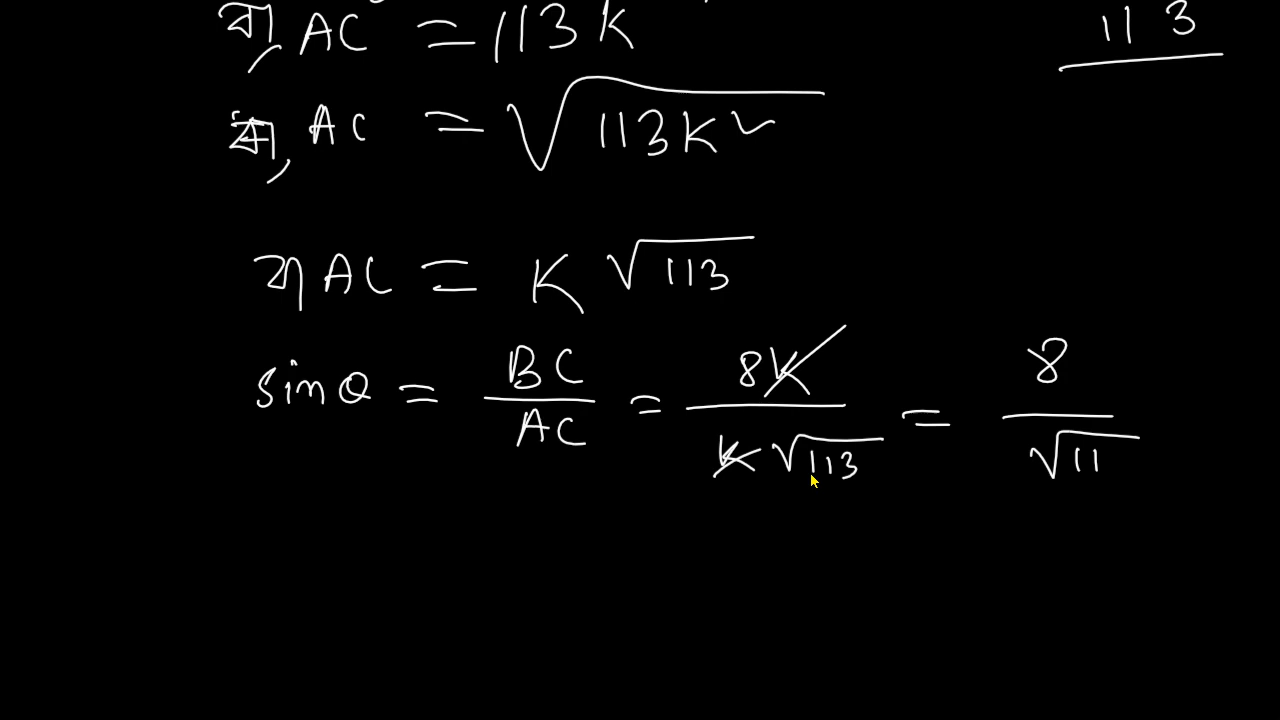 বা, AC = 113K
113
বা, AC = √113K²
বা AC = K √113
sinθ = BC/AC = 8K/K√113 = 8/√11